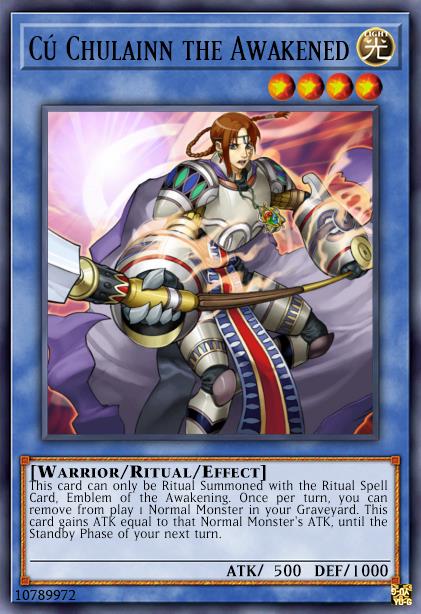 Cú Chulainn the Awakened
LIGHT
光
[Warrior/Ritual/Effect]
This card can only be Ritual Summoned with the Ritual Spell
Card, Emblem of the Awakening. Once per turn, you can
remove from play 1 Normal Monster in your Graveyard. This
card gains ATK equal to that Normal Monster's ATK, until the
Standby Phase of your next turn.
ATK/ 500 DEF/1000
10789972